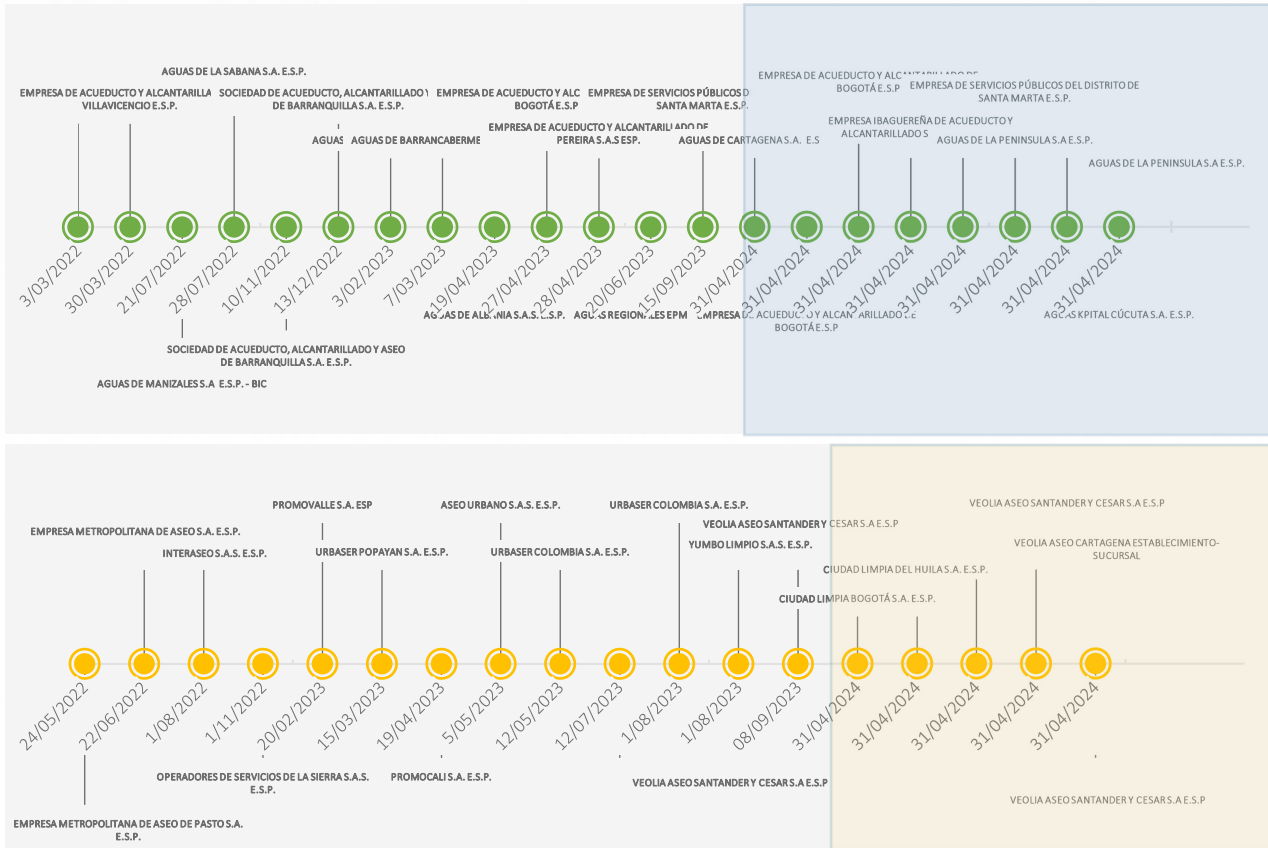 AGUAS DE LA SABANA S.A. E.S.P.
EMPRESA DE ACUEDUCTO Y ALCANTARILLA
VILLAVICENCIO E.S.P.
SOCIEDAD DE ACUEDUCTO, ALCANTARILLADO Y
DE BARRANQUILLA S.A. E.S.P.
EMPRESA DE ACUEDUCTO Y ALC
BOGOTÁ E.S.P
EMPRESA DE SERVICIOS PÚBLICOS D
SANTA MARTA E.S.P.
EMPRESA DE ACUEDUCTO Y ALCANTARILLADO DE
BOGOTÁ E.S.P
EMPRESA DE SERVICIOS PÚBLICOS DEL DISTRITO DE
SANTA MARTA E.S.P.
AGUAS
AGUAS DE BARRANCABERME
EMPRESA DE ACUEDUCTO Y ALCANTARILLADO DE
PEREIRA S.A.S ESP.
AGUAS DE CARTAGENA S.A. E.S
EMPRESA IBAGUEREÑA DE ACUEDUCTO Y
ALCANTARILLADO S
AGUAS DE LA PENINSULA S.A E.S.P.
AGUAS DE LA PENINSULA S.A E.S.P.
3/03/2022
30/03/2022
21/07/2022
28/07/2022
10/11/2022
13/12/2022
3/02/2023
7/03/2023
19/04/2023
27/04/2023
28/04/2023
20/06/2023
15/09/2023
31/04/2024
31/04/2024
31/04/2024
31/04/2024
31/04/2024
31/04/2024
31/04/2024
31/04/2024
AGUAS DE ALBANIA S.A.S. E.S.P.
AGUAS REGIONALES EPM
EMPRESA DE ACUEDUCTO Y ALCANTARILLADO DE
BOGOTÁ E.S.P
AGUAS KPITAL CÚCUTA S.A. E.S.P.
SOCIEDAD DE ACUEDUCTO, ALCANTARILLADO Y ASEO
DE BARRANQUILLA S.A. E.S.P.
AGUAS DE MANIZALES S.A E.S.P. - BIC
PROMOVALLE S.A. ESP
ASEO URBANO S.A.S. E.S.P.
URBASER COLOMBIA S.A. E.S.P.
VEOLIA ASEO SANTANDER Y CESAR S.A E.S.P
EMPRESA METROPOLITANA DE ASEO S.A. E.S.P.
VEOLIA ASEO SANTANDER Y CESAR S.A E.S.P
INTERASEO S.A.S. E.S.P.
URBASER POPAYAN S.A. E.S.P.
URBASER COLOMBIA S.A. E.S.P.
YUMBO LIMPIO S.A.S. E.S.P.
VEOLIA ASEO CARTAGENA ESTABLECIMIENTO-
SUCURSAL
CIUDAD LIMPIA DEL HUILA S.A. E.S.P.
CIUDAD LIMPIA BOGOTÁ S.A. E.S.P.
24/05/2022
22/06/2022
1/08/2022
1/11/2022
20/02/2023
15/03/2023
19/04/2023
5/05/2023
12/05/2023
12/07/2023
1/08/2023
1/08/2023
08/09/2023
31/04/2024
31/04/2024
31/04/2024
31/04/2024
31/04/2024
OPERADORES DE SERVICIOS DE LA SIERRA S.A.S.
E.S.P.
PROMOCALI S.A. E.S.P.
VEOLIA ASEO SANTANDER Y CESAR S.A E.S.P
VEOLIA ASEO SANTANDER Y CESAR S.A E.S.P
EMPRESA METROPOLITANA DE ASEO DE PASTO S.A.
E.S.P.